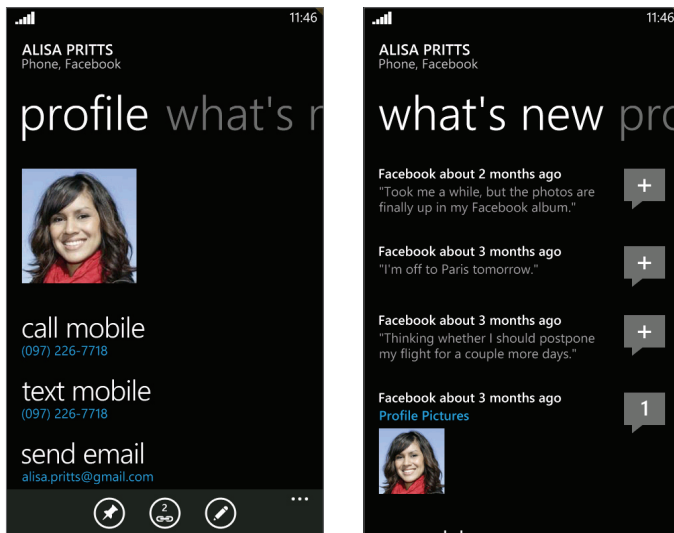 11:46
ALISA PRITTS
Phone, Facebook
profile what's n
call mobile
(097) 226-7718
text mobile
(097) 226-7718
send email
alisa.pritts@gmail.com
2
...
11:46
ALISA PRITTS
Phone, Facebook
what's new pro
Facebook about 2 months ago
"Took me a while, but the photos are
finally up in my Facebook album."
+
Facebook about 3 months ago
"I'm off to Paris tomorrow."
+
Facebook about 3 months ago
"Thinking whether I should postpone
my flight for a couple more days."
+
Facebook about 3 months ago
Profile Pictures
1